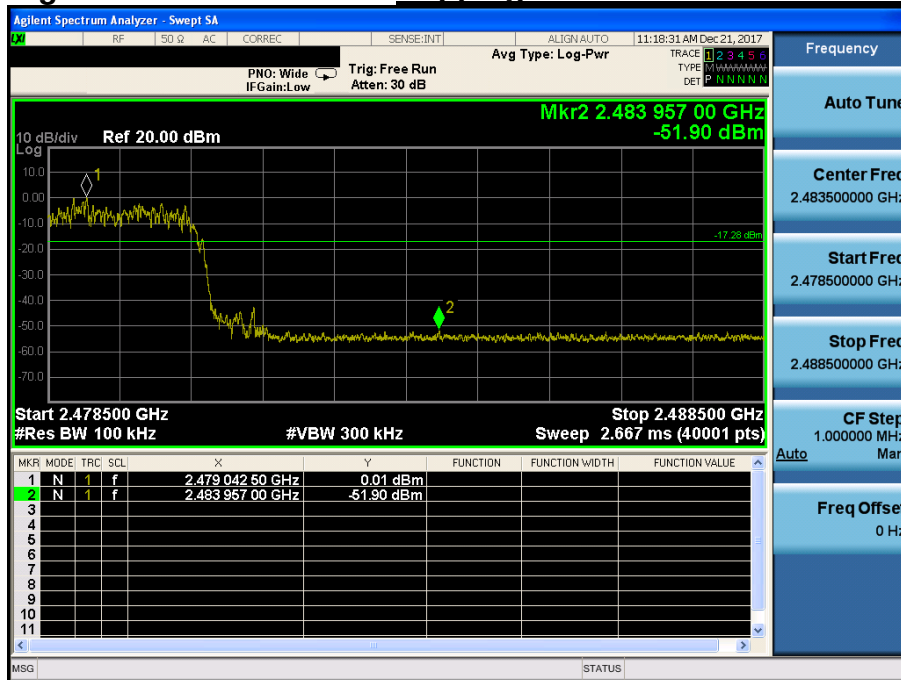 Agilent Spectrum Analyzer - Swept SA
LXI RF 50 Ω AC CORREC SENSE:INT ALIGN AUTO 11:18:31 AM Dec 21, 2017
PNO: Wide
IFGain:Low
Trig: Free Run
Atten: 30 dB
Avg Type: Log-Pwr
TRACE 1 2 3 4 5 6
TYPE M WWWWW
DET P N N N N N
Mkr2 2.483 957 00 GHz
-51.90 dBm
10 dB/div Ref 20.00 dBm
Log
10.0
0.00
-10.0
-20.0
-30.0
-40.0
-50.0
-60.0
-70.0
1
2
-17.28 dBm
Start 2.478500 GHz Stop 2.488500 GHz
#Res BW 100 kHz #VBW 300 kHz Sweep 2.667 ms (40001 pts)
MKR MODE TRC SCL X Y FUNCTION FUNCTION WIDTH FUNCTION VALUE
1 N 1 f 2.479 042 50 GHz 0.01 dBm
2 N 1 f 2.483 957 00 GHz -51.90 dBm
3
4
5
6
7
8
9
10
11
MSG STATUS
Frequency
Auto Tune
Center Freq
2.483500000 GHz
Start Freq
2.478500000 GHz
Stop Freq
2.488500000 GHz
CF Step
1.000000 MHz
Auto Man
Freq Offset
0 Hz